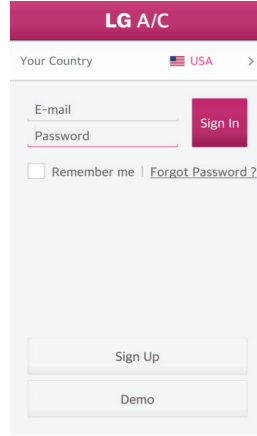 LG A/C
Your Country USA >
E-mail
Password
Sign In
Remember me | Forgot Password ?
Sign Up
Demo